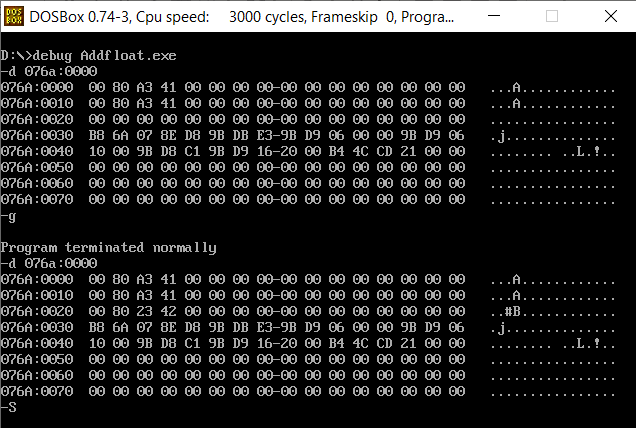 DOSBox 0.74-3, Cpu speed: 3000 cycles, Frameskip 0, Progra...
D:\>debug Addfloat.exe
-d 076a:0000
076A:0000 00 80 A3 41 00 00 00 00-00 00 00 00 00 00 00 00 ...A............
076A:0010 00 80 A3 41 00 00 00 00-00 00 00 00 00 00 00 00 ...A............
076A:0020 00 00 00 00 00 00 00 00-00 00 00 00 00 00 00 00 ................
076A:0030 B8 6A 07 8E D8 9B DB E3-9B D9 06 00 00 9B D9 06 .j..............
076A:0040 10 00 9B D8 C1 9B D9 16-20 00 B4 4C CD 21 00 00 ........ ..L.!..
076A:0050 00 00 00 00 00 00 00 00-00 00 00 00 00 00 00 00 ................
076A:0060 00 00 00 00 00 00 00 00-00 00 00 00 00 00 00 00 ................
076A:0070 00 00 00 00 00 00 00 00-00 00 00 00 00 00 00 00 ................
-g
Program terminated normally
-d 076a:0000
076A:0000 00 80 A3 41 00 00 00 00-00 00 00 00 00 00 00 00 ...A............
076A:0010 00 80 A3 41 00 00 00 00-00 00 00 00 00 00 00 00 ...A............
076A:0020 00 80 23 42 00 00 00 00-00 00 00 00 00 00 00 00 ..#B............
076A:0030 B8 6A 07 8E D8 9B DB E3-9B D9 06 00 00 9B D9 06 .j..............
076A:0040 10 00 9B D8 C1 9B D9 16-20 00 B4 4C CD 21 00 00 ........ ..L.!..
076A:0050 00 00 00 00 00 00 00 00-00 00 00 00 00 00 00 00 ................
076A:0060 00 00 00 00 00 00 00 00-00 00 00 00 00 00 00 00 ................
076A:0070 00 00 00 00 00 00 00 00-00 00 00 00 00 00 00 00 ................
-S